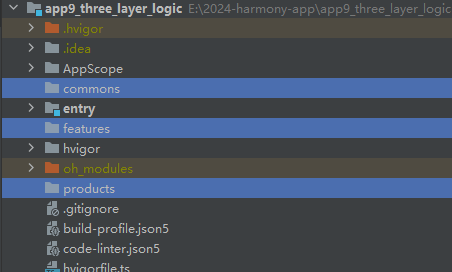 app9_three_layer_logic E:\2024-harmony-app\app9_three_layer_logic
.hvigor
.idea
AppScope
commons
entry
features
hvigor
oh_modules
products
.gitignore
build-profile.json5
code-linter.json5
hvigorfile.ts